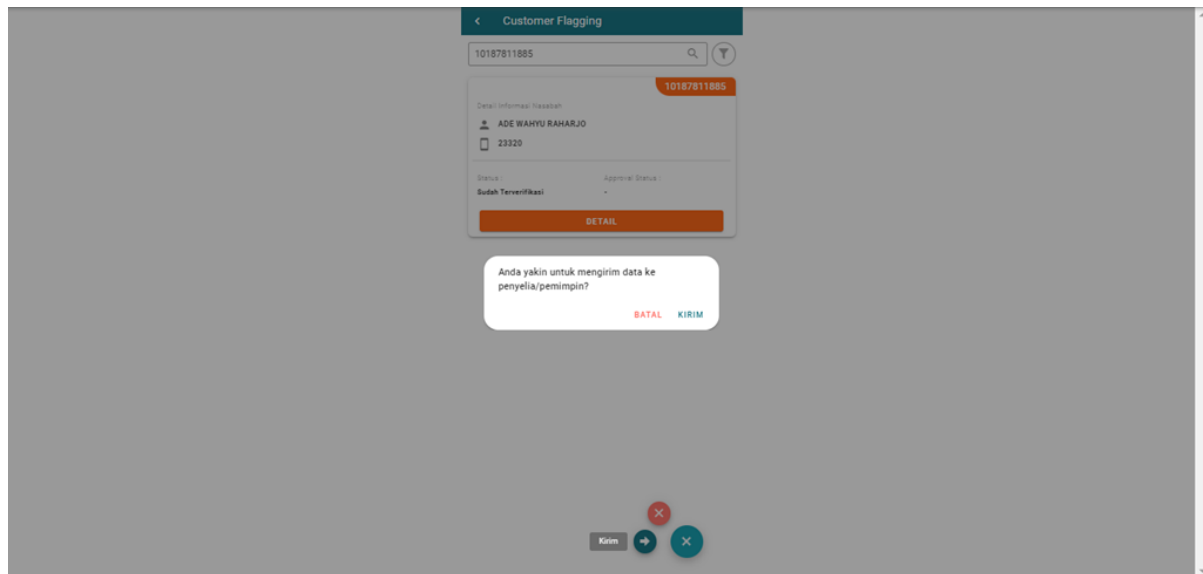 Customer Flagging
10187811885
10187811885
Detail Informasi Nasabah
ADE WAHYU RAHARJO
23320
Status :
Approval Status :
Sudah Terverifikasi
-
DETAIL
Anda yakin untuk mengirim data ke
penyelia/pemimpin?
BATAL KIRIM
Kirim